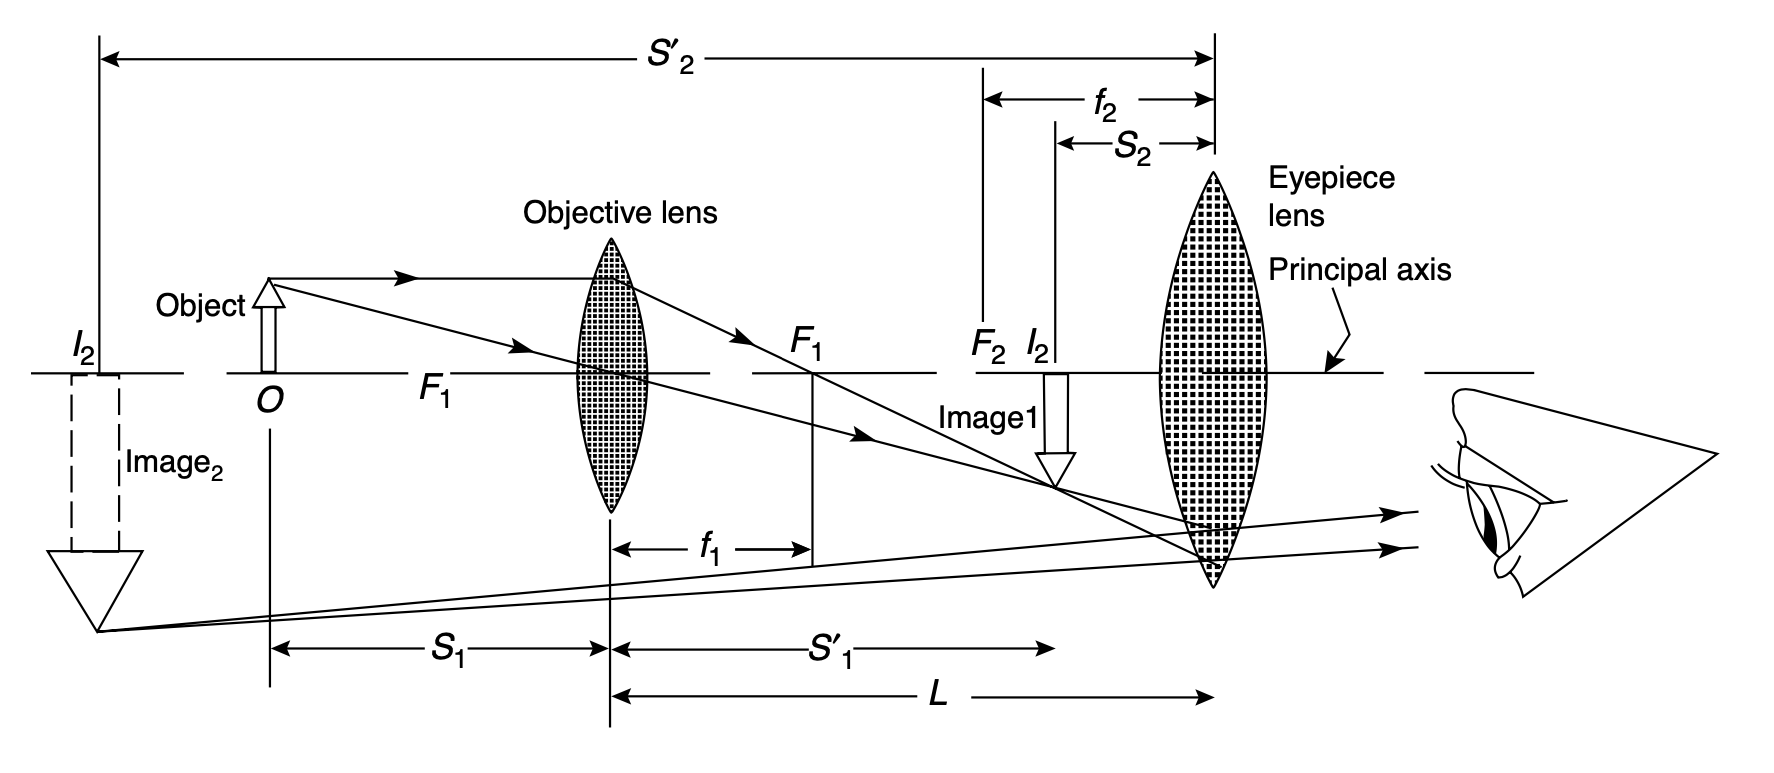 S′2
f2
S2
Eyepiece
lens
Objective lens
Principal axis
Object
I2
F1
F2
I2
O
F1
Image1
Image2
f1
S1
S′1
L